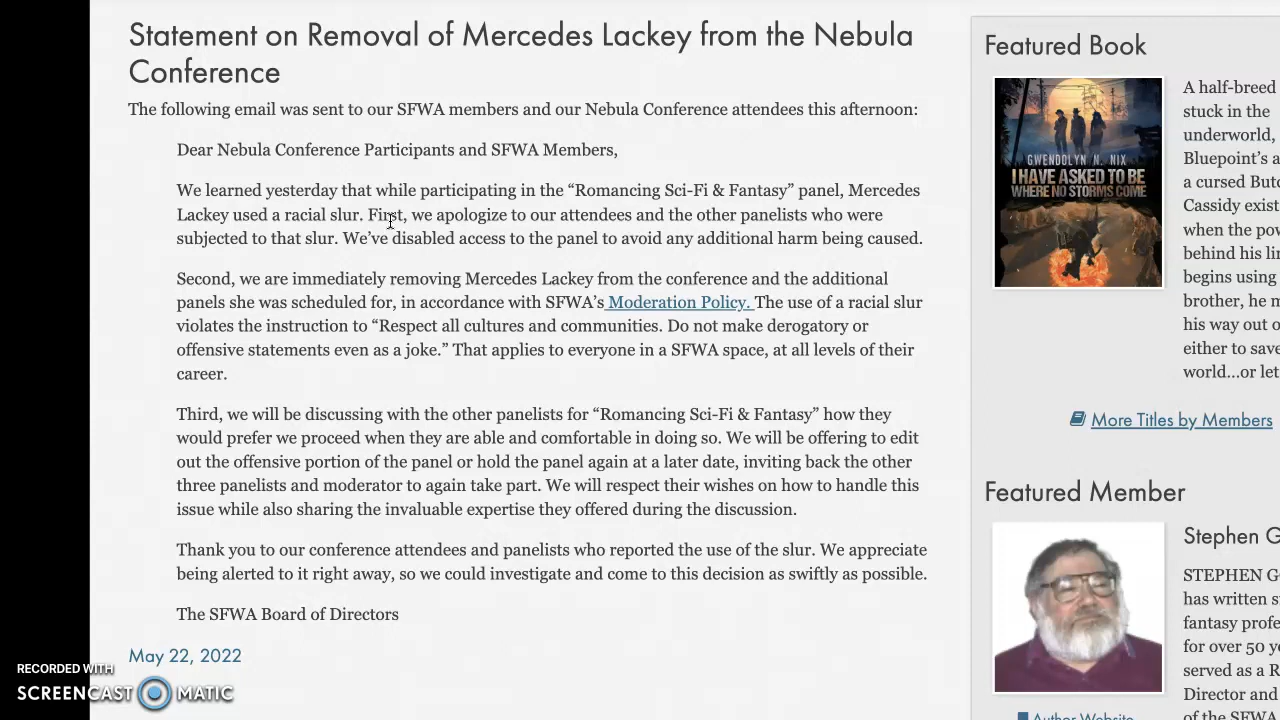 Statement on Removal of Mercedes Lackey from the Nebula
Conference
The following email was sent to our SFWA members and our Nebula Conference attendees this afternoon:
Dear Nebula Conference Participants and SFWA Members,
We learned yesterday that while participating in the “Romancing Sci-Fi & Fantasy” panel, Mercedes
Lackey used a racial slur. First, we apologize to our attendees and the other panelists who were
subjected to that slur. We’ve disabled access to the panel to avoid any additional harm being caused.
Second, we are immediately removing Mercedes Lackey from the conference and the additional
panels she was scheduled for, in accordance with SFWA’s Moderation Policy. The use of a racial slur
violates the instruction to “Respect all cultures and communities. Do not make derogatory or
offensive statements even as a joke.” That applies to everyone in a SFWA space, at all levels of their
career.
Third, we will be discussing with the other panelists for “Romancing Sci-Fi & Fantasy” how they
would prefer we proceed when they are able and comfortable in doing so. We will be offering to edit
out the offensive portion of the panel or hold the panel again at a later date, inviting back the other
three panelists and moderator to again take part. We will respect their wishes on how to handle this
issue while also sharing the invaluable expertise they offered during the discussion.
Thank you to our conference attendees and panelists who reported the use of the slur. We appreciate
being alerted to it right away, so we could investigate and come to this decision as swiftly as possible.
The SFWA Board of Directors
May 22, 2022
RECORDED WITH
SCREENCAST MATIC
Featured Book
GWENDOLYN N. NIX
I HAVE ASKED TO BE
WHERE NO STORMS COME
A half-breed
stuck in the
underworld,
Bluepoint’s a
a cursed Butc
Cassidy exist
when the pow
behind his lin
begins using
brother, he m
his way out o
either to save
world...or let
More Titles by Members
Featured Member
Stephen G
STEPHEN G
has written s
fantasy profe
for over 50 ye
served as a R
Director and
of the SFWA
Author Website